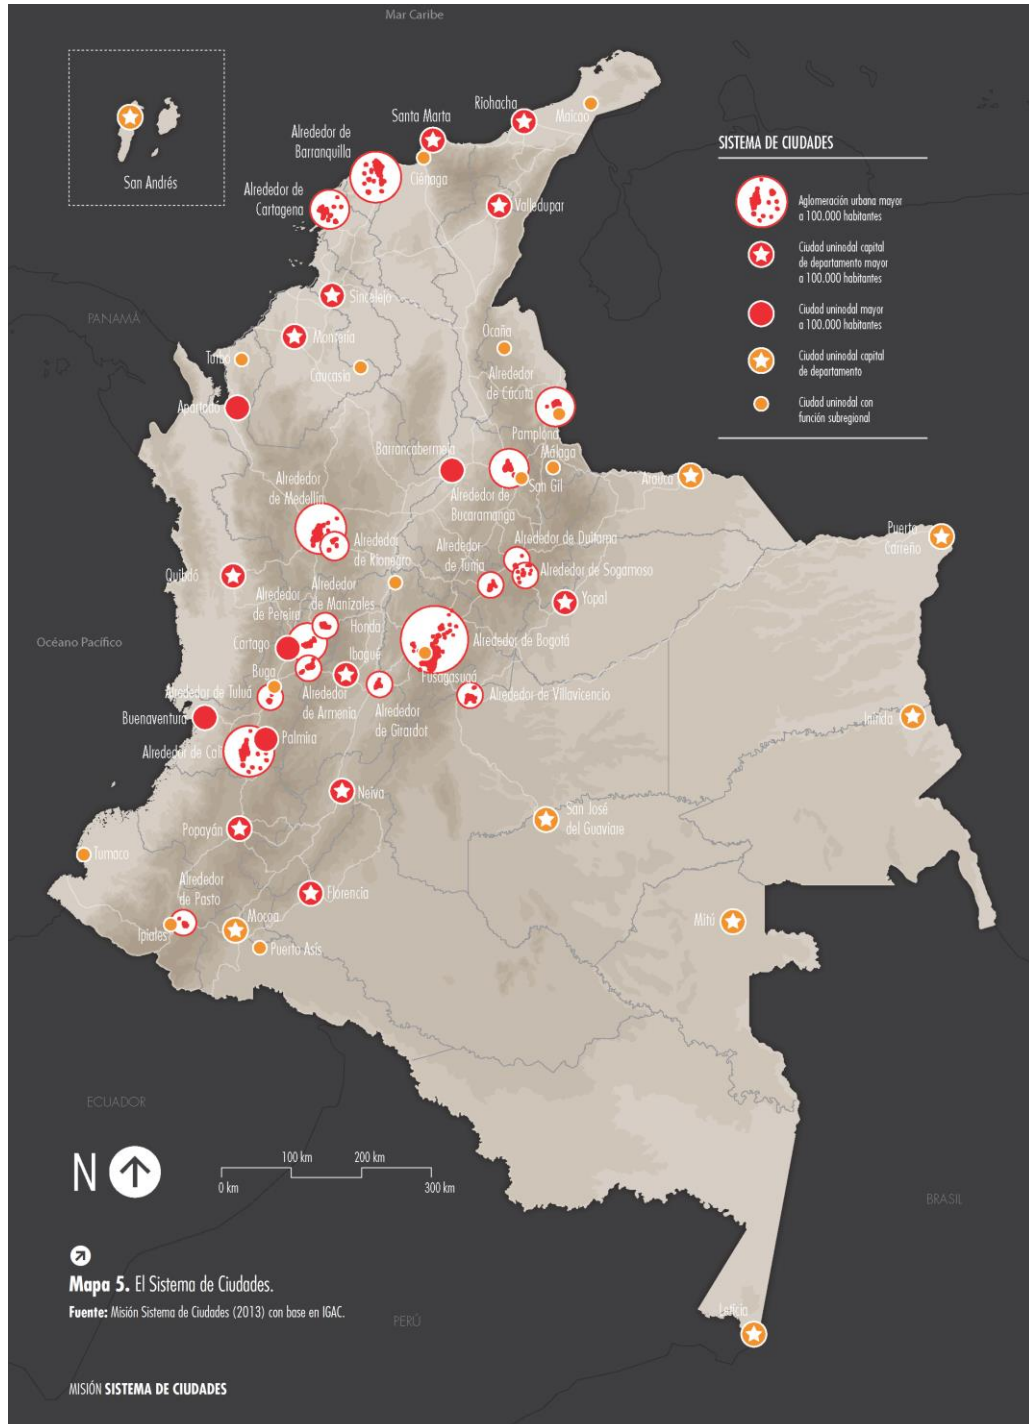 Mar Caribe
San Andrés
Riohacha
Maicao
Santa Marta
Alrededor de
Barranquilla
Ciénaga
Alrededor de
Cartagena
Valledupar
SISTEMA DE CIUDADES
Aglomeración urbana mayor
a 100.000 habitantes
Ciudad uninodal capital
de departamento mayor
a 100.000 habitantes
Ciudad uninodal mayor
a 100.000 habitantes
Ciudad uninodal capital
de departamento
Ciudad uninodal con
función subregional
Sincelejo
PANAMÁ
Montería
Ocaña
Turbo
Caucasia
Alrededor
de Cúcuta
Apartadó
Pamplona
Barrancabermeja
Málaga
Alrededor
de Medellín
San Gil
Arauca
Alrededor de
Bucaramanga
Puerto
Carreño
Alrededor
de Rionegro
Alrededor
de Tunja
Alrededor de Duitama
Alrededor de Sogamoso
Quibdó
Alrededor
de Manizales
Alrededor
de Pereira
Yopal
Honda
Océano Pacífico
Cartago
Alrededor de Bogotá
Ibagué
Buga
Fusagasugá
Alrededor de Tuluá
Alrededor
de Armenia
Alrededor
de Girardot
Alrededor de Villavicencio
Buenaventura
Inírida
Palmira
Alrededor de Cali
Neiva
San José
del Guaviare
Popayán
Tumaco
Alrededor
de Pasto
Florencia
Mocoa
Mitú
Ipiales
Puerto Asís
ECUADOR
N
100 km
200 km
0 km
300 km
BRASIL
Mapa 5. El Sistema de Ciudades.
Fuente: Misión Sistema de Ciudades (2013) con base en IGAC.
PERÚ
Leticia
MISIÓN SISTEMA DE CIUDADES